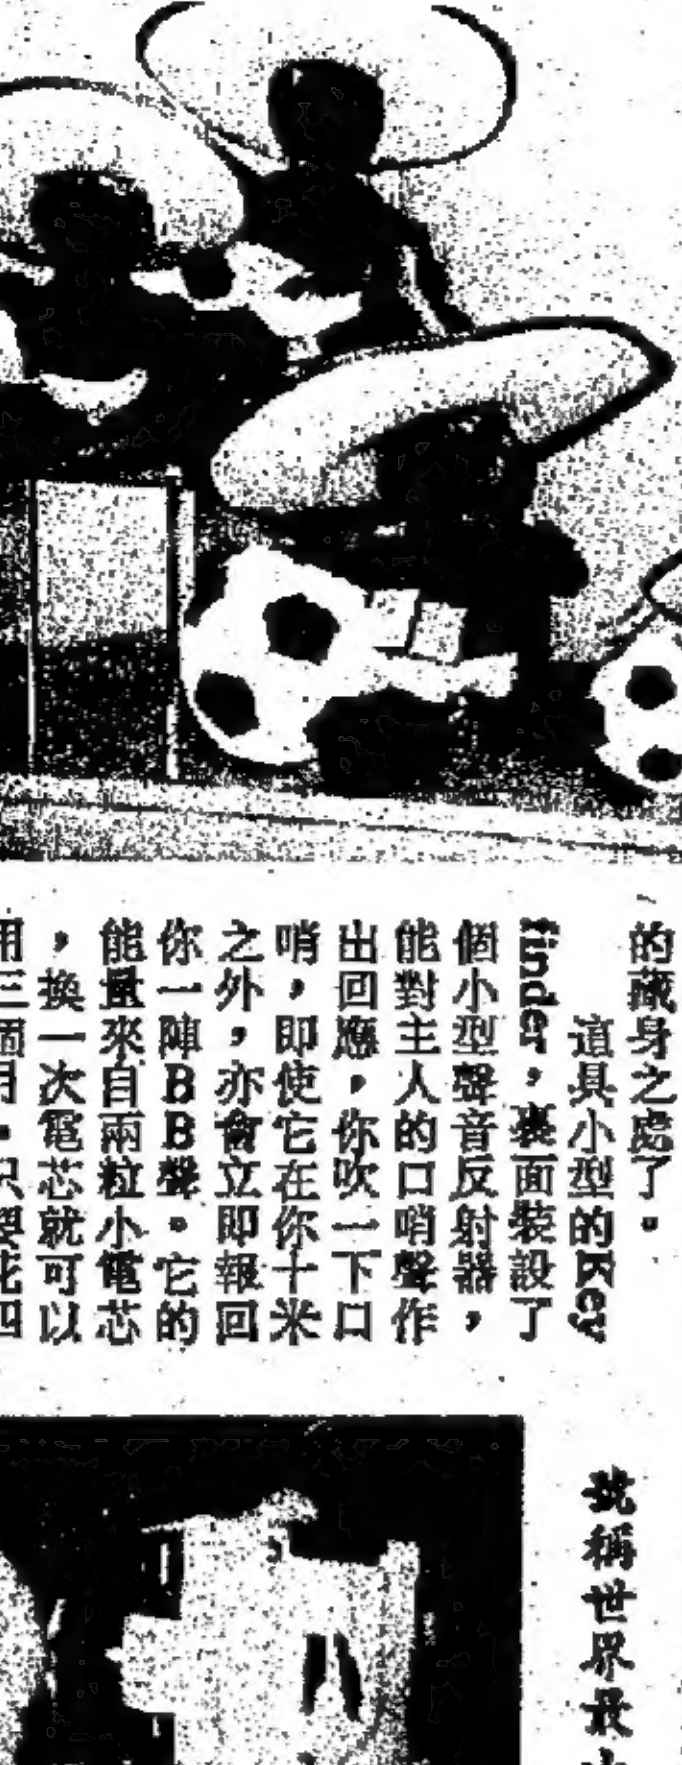 的藏身之處了。
這具小型的Key
finder，裏面裝設了
個小型聲音反射器，
能對主人的口哨聲作
出回應，你吹一下口
哨，即使它在你十米
之外，亦會立即報回
你一陣BB聲。它的
能量來自兩粒小電芯
，換一次電芯就可以
用三個月。只要花四
號稱世界最